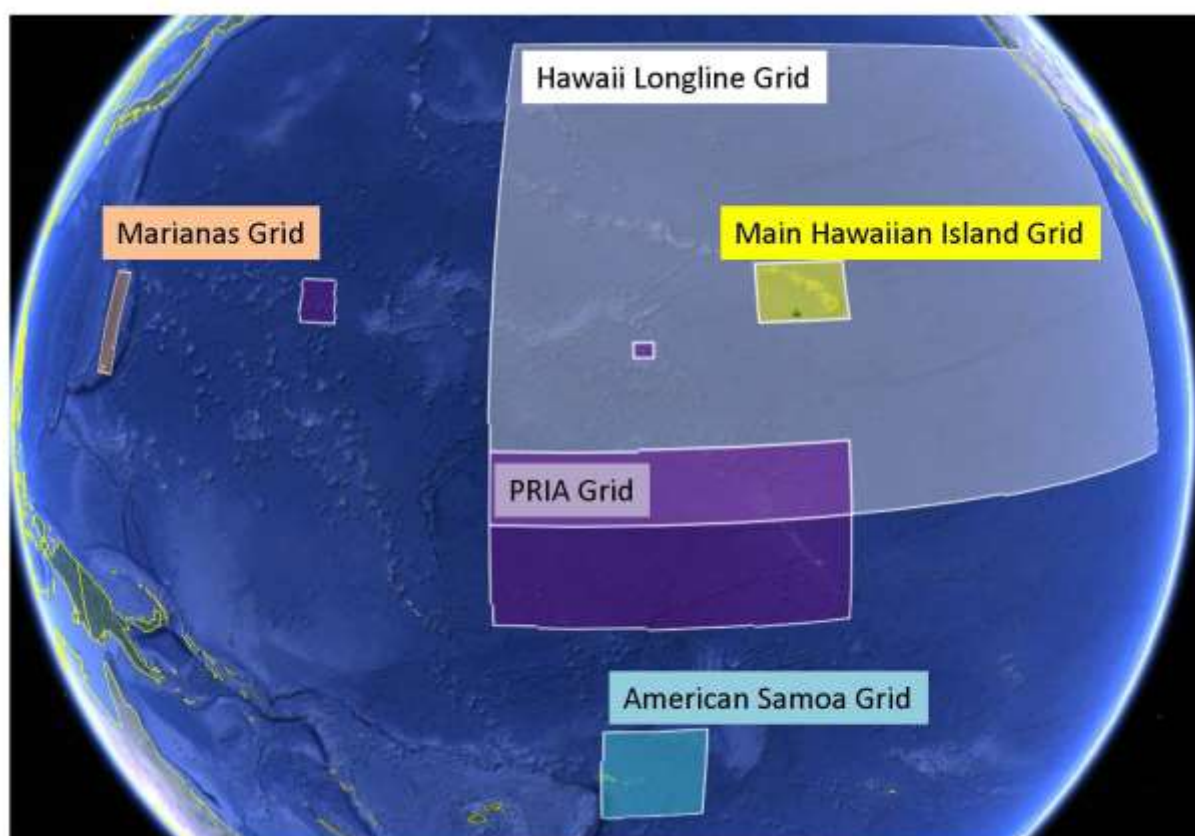 Hawaii Longline Grid
Marianas Grid
Main Hawaiian Island Grid
PRIA Grid
American Samoa Grid